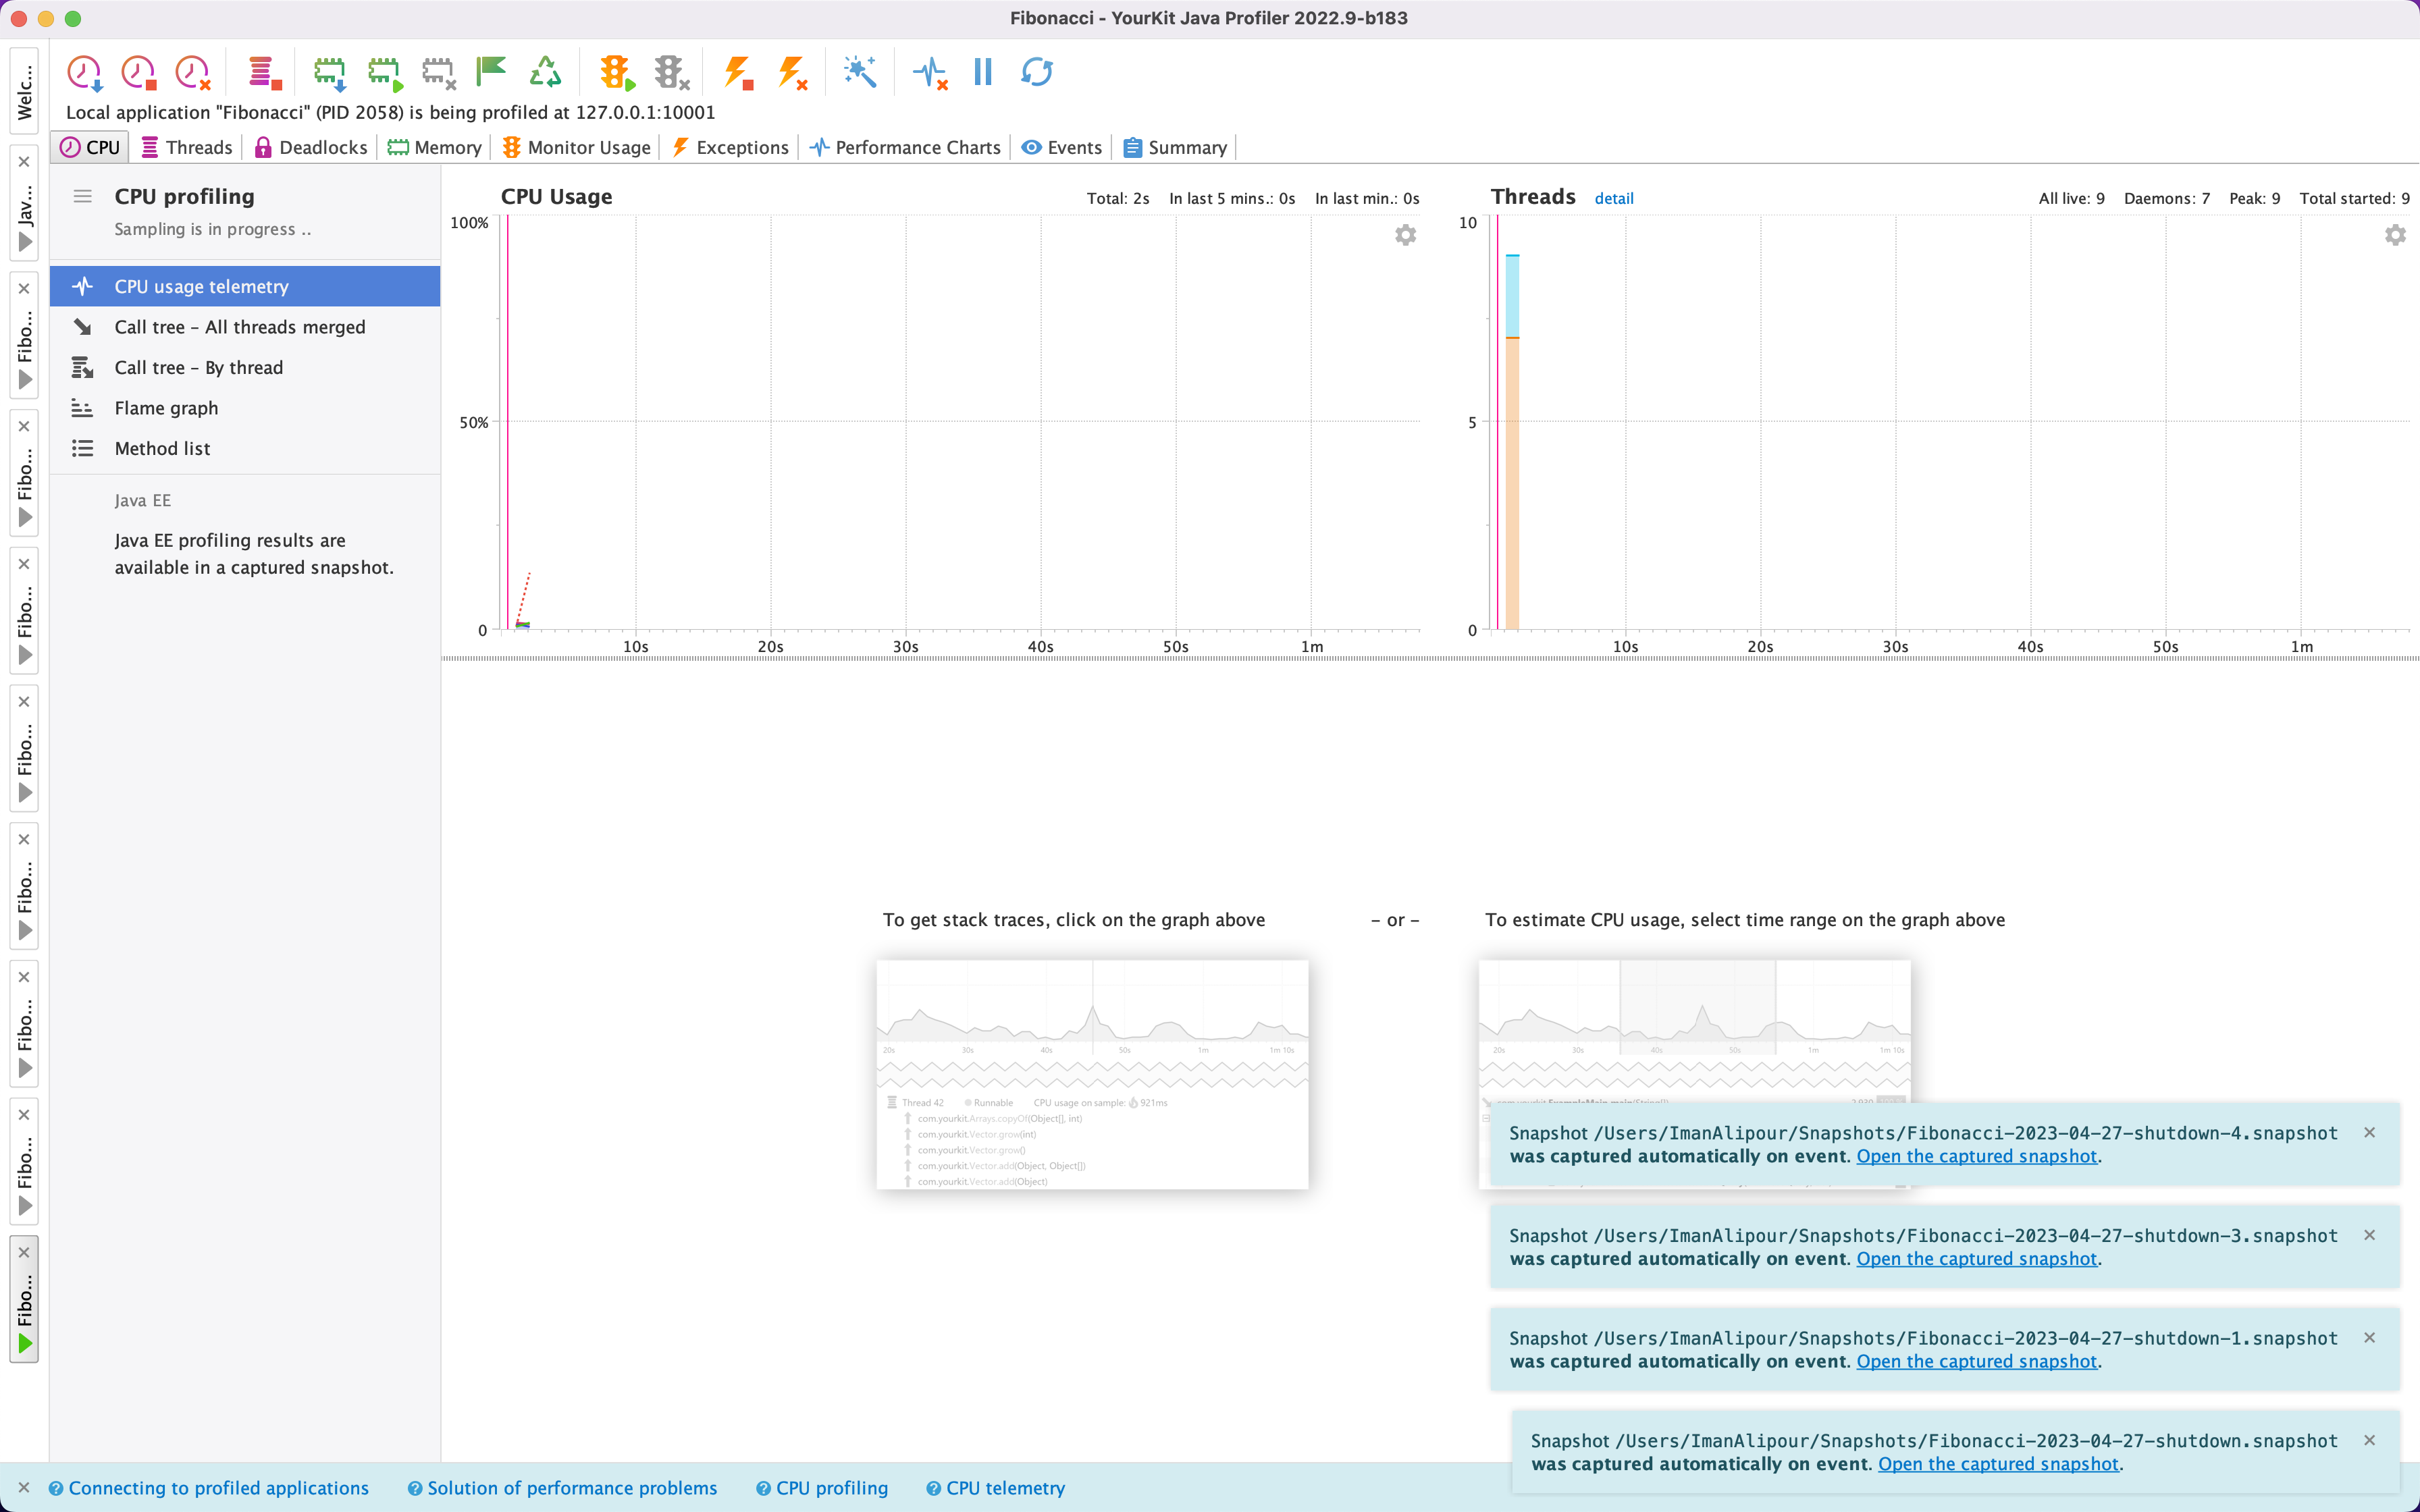 Fibonacci - YourKit Java Profiler 2022.9-b183
Local application "Fibonacci" (PID 2058) is being profiled at 127.0.0.1:10001
CPU Threads Deadlocks Memory Monitor Usage Exceptions Performance Charts Events Summary
Welc...
Jav...
Fibo...
Fibo...
Fibo...
Fibo...
Fibo...
Fibo...
Fibo...
Fibo...
CPU profiling
Sampling is in progress ..
CPU usage telemetry
Call tree – All threads merged
Call tree – By thread
Flame graph
Method list
Java EE
Java EE profiling results are
available in a captured snapshot.
CPU Usage Total: 2s In last 5 mins.: 0s In last min.: 0s
100%
50%
0
10s 20s 30s 40s 50s 1m
Threads detail All live: 9 Daemons: 7 Peak: 9 Total started: 9
10
5
0
10s 20s 30s 40s 50s 1m
To get stack traces, click on the graph above – or – To estimate CPU usage, select time range on the graph above
20s 30s 40s 50s 1m 1m 10s
Thread 42 Runnable CPU usage on sample: 921ms
com.yourkit.Arrays.copyOf(Object[], int)
com.yourkit.Vector.grow(int)
com.yourkit.Vector.grow()
com.yourkit.Vector.add(Object, Object[])
com.yourkit.Vector.add(Object)
20s 30s 40s 50s 1m 1m 10s
Snapshot /Users/ImanAlipour/Snapshots/Fibonacci-2023-04-27-shutdown-4.snapshot
was captured automatically on event. Open the captured snapshot.
Snapshot /Users/ImanAlipour/Snapshots/Fibonacci-2023-04-27-shutdown-3.snapshot
was captured automatically on event. Open the captured snapshot.
Snapshot /Users/ImanAlipour/Snapshots/Fibonacci-2023-04-27-shutdown-1.snapshot
was captured automatically on event. Open the captured snapshot.
Snapshot /Users/ImanAlipour/Snapshots/Fibonacci-2023-04-27-shutdown.snapshot
was captured automatically on event. Open the captured snapshot.
Connecting to profiled applications Solution of performance problems CPU profiling CPU telemetry